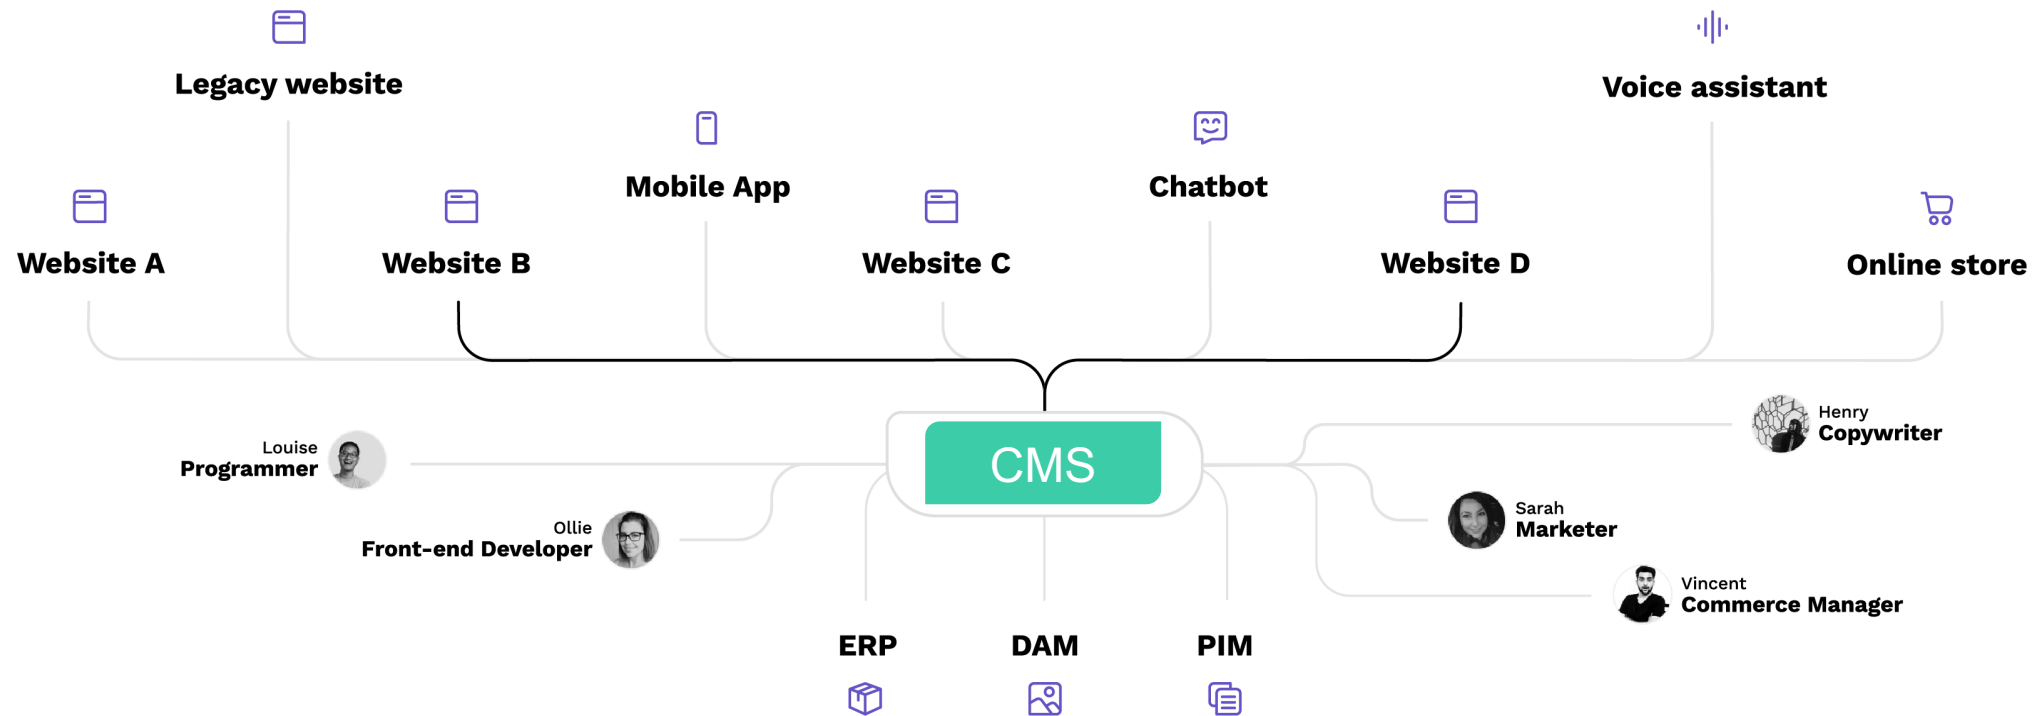 Legacy website
Voice assistant
Mobile App
Chatbot
Website A
Website B
Website C
Website D
Online store
Henry
Copywriter
Louise
Programmer
CMS
Sarah
Marketer
Ollie
Front-end Developer
Vincent
Commerce Manager
ERP
DAM
PIM